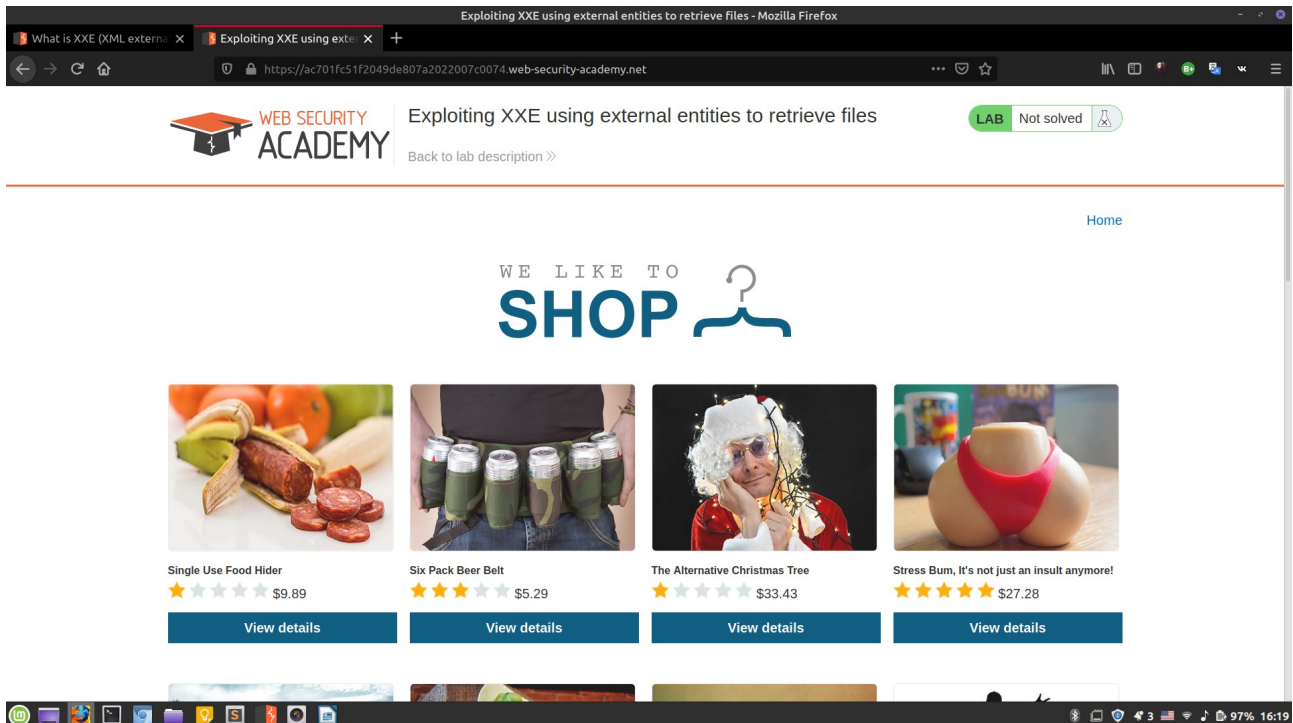 Exploiting XXE using external entities to retrieve files - Mozilla Firefox
What is XXE (XML externa
Exploiting XXE using exter
https://ac701fc51f2049de807a2022007c0074.web-security-academy.net
WEB SECURITY
ACADEMY
Exploiting XXE using external entities to retrieve files
Back to lab description
LAB Not solved
Home
WE LIKE TO
SHOP
Single Use Food Hider
$9.89
View details
Six Pack Beer Belt
$5.29
View details
The Alternative Christmas Tree
$33.43
View details
Stress Bum, It's not just an insult anymore!
$27.28
View details
3
97% 16:19